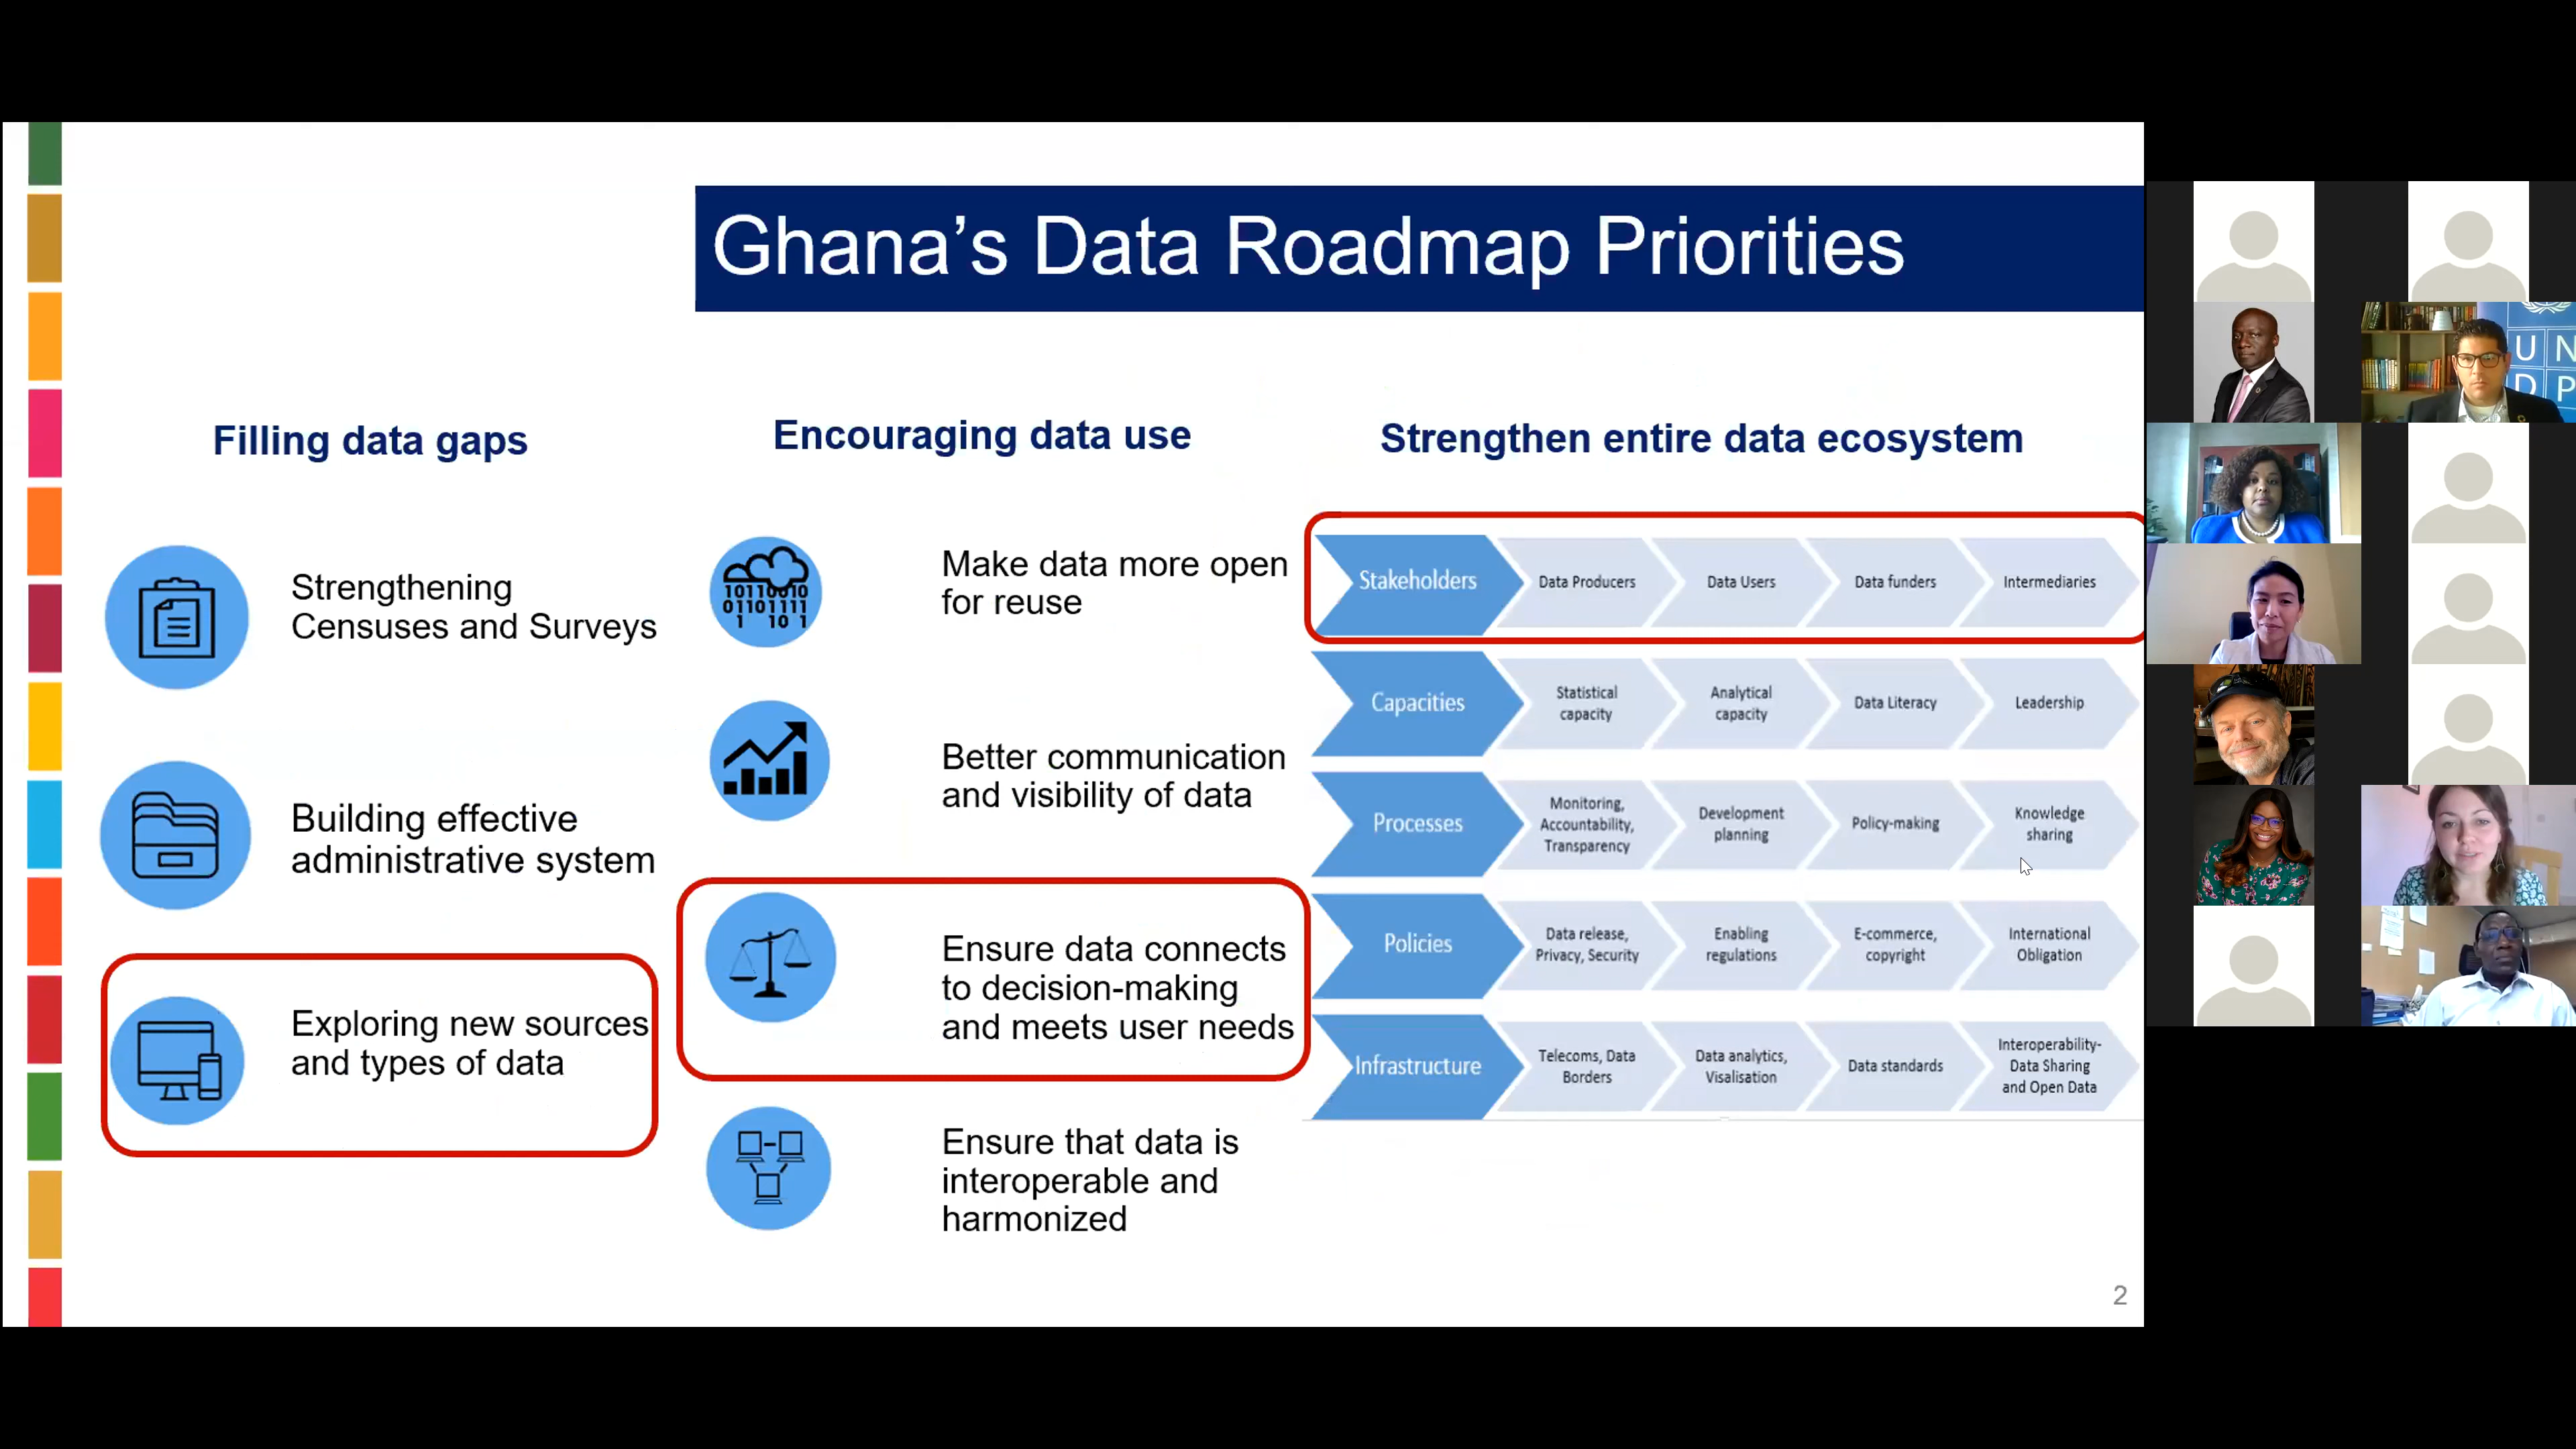 Ghana’s Data Roadmap Priorities
Filling data gaps
Strengthening
Censuses and Surveys
Building effective
administrative system
Exploring new sources
and types of data
Encouraging data use
10110010
01101111
1 10 1
Make data more open
for reuse
Better communication
and visibility of data
Ensure data connects
to decision-making
and meets user needs
Ensure that data is
interoperable and
harmonized
Strengthen entire data ecosystem
Stakeholders
Data Producers
Data Users
Data funders
Intermediaries
Capacities
Statistical
capacity
Analytical
capacity
Data Literacy
Leadership
Processes
Monitoring,
Accountability,
Transparency
Development
planning
Policy-making
Knowledge
sharing
Policies
Data release,
Privacy, Security
Enabling
regulations
E-commerce,
copyright
International
Obligation
Infrastructure
Telecoms, Data
Borders
Data analytics,
Visalisation
Data standards
Interoperability-
Data Sharing
and Open Data
2
U N
D P